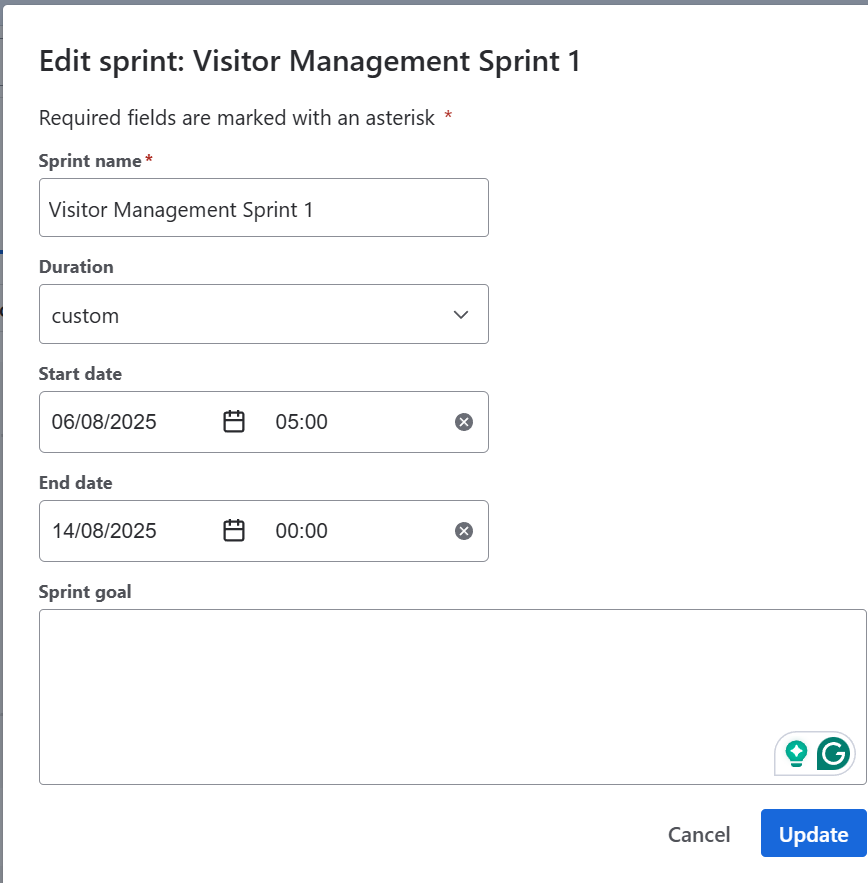 Edit sprint: Visitor Management Sprint 1
Required fields are marked with an asterisk *
Sprint name*
Visitor Management Sprint 1
Duration
custom
Start date
06/08/2025 05:00
End date
14/08/2025 00:00
Sprint goal
Cancel Update